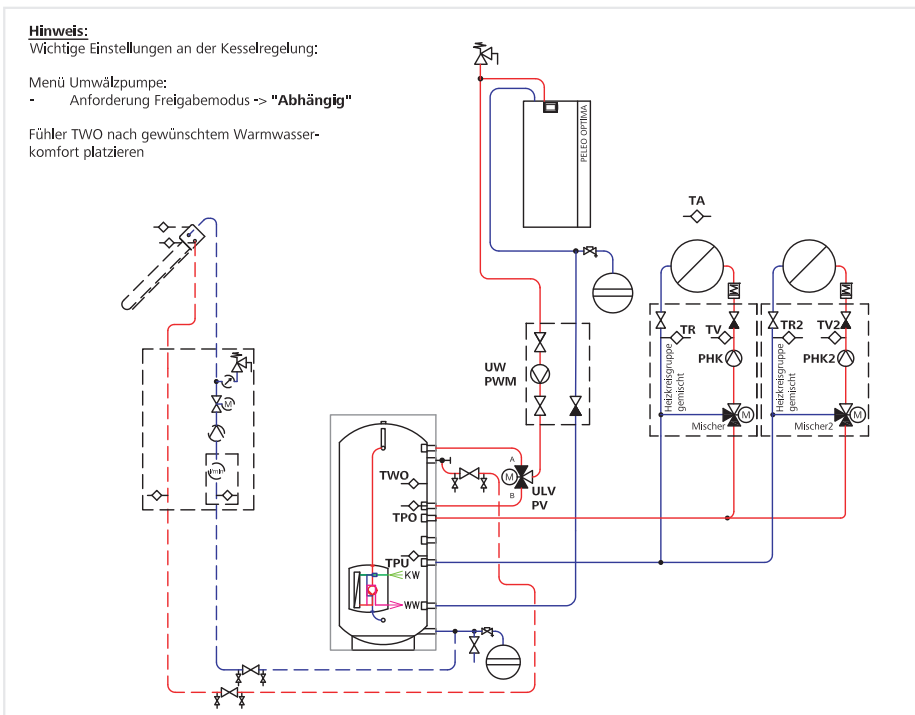 Hinweis:
Wichtige Einstellungen an der Kesselregelung:
Menü Umwälzpumpe:
- Anforderung Freigabemodus -> "Abhängig"
Fühler TWO nach gewünschtem Warmwasser-
komfort platzieren
PELEO OPTIMA
TA
TR
TV
TR2
TV2
PHK
PHK2
Heizkreisgruppe
gemischt
Heizkreisgruppe
gemischt
M
Mischer
M
Mischer2
UW
PWM
M
l/min
A
M
B
ULV
PV
TWO
TPO
TPU
KW
WW